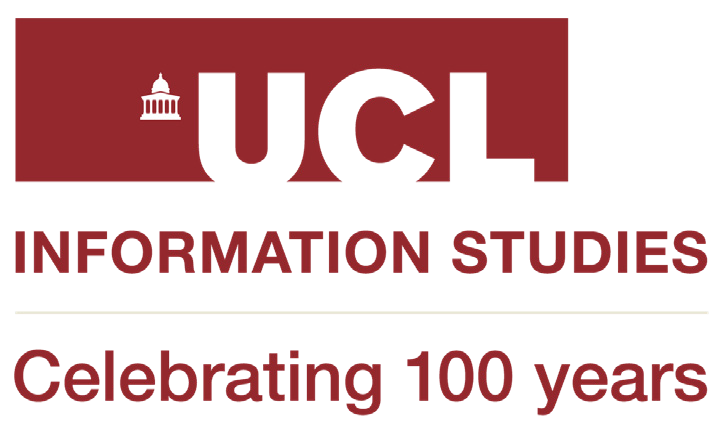 UCL
INFORMATION STUDIES
Celebrating 100 years